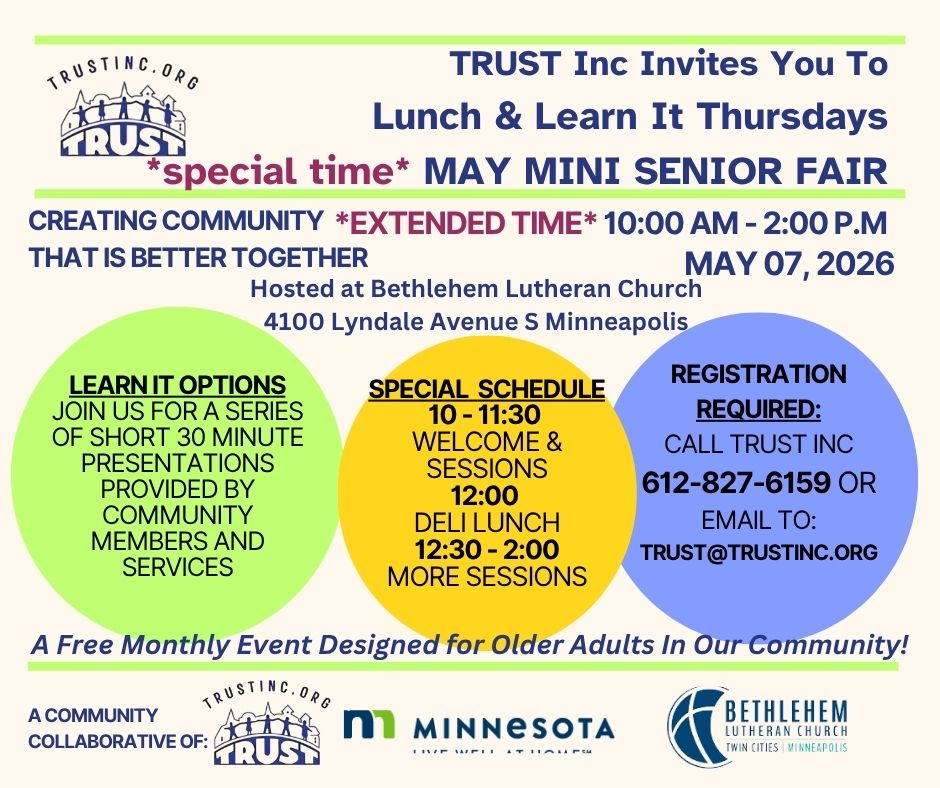 TRUSTINC.ORG
TRUST
TRUST Inc Invites You To
Lunch & Learn It Thursdays
*special time* MAY MINI SENIOR FAIR
CREATING COMMUNITY
THAT IS BETTER TOGETHER
*EXTENDED TIME* 10:00 AM - 2:00 P.M
MAY 07, 2026
Hosted at Bethlehem Lutheran Church
4100 Lyndale Avenue S Minneapolis
LEARN IT OPTIONS
JOIN US FOR A SERIES
OF SHORT 30 MINUTE
PRESENTATIONS
PROVIDED BY
COMMUNITY
MEMBERS AND
SERVICES
SPECIAL SCHEDULE
10 - 11:30
WELCOME &
SESSIONS
12:00
DELI LUNCH
12:30 - 2:00
MORE SESSIONS
REGISTRATION
REQUIRED:
CALL TRUST INC
612-827-6159 OR
EMAIL TO:
TRUST@TRUSTINC.ORG
A Free Monthly Event Designed for Older Adults In Our Community!
A COMMUNITY
COLLABORATIVE OF:
TRUSTINC.ORG
TRUST
MINNESOTA
LIVE WELL AT HOME™
BETHLEHEM
LUTHERAN CHURCH
TWIN CITIES | MINNEAPOLIS